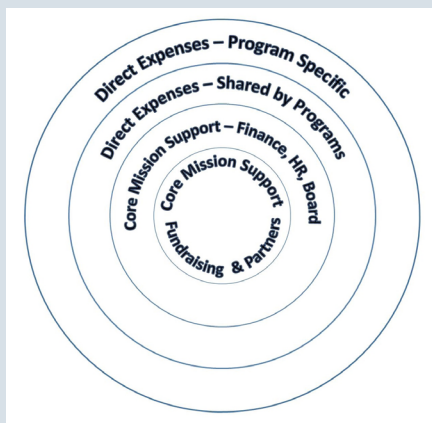 Direct Expenses – Program Specific
Direct Expenses – Shared by Programs
Core Mission Support – Finance, HR, Board
Core Mission Support
Fundraising & Partners